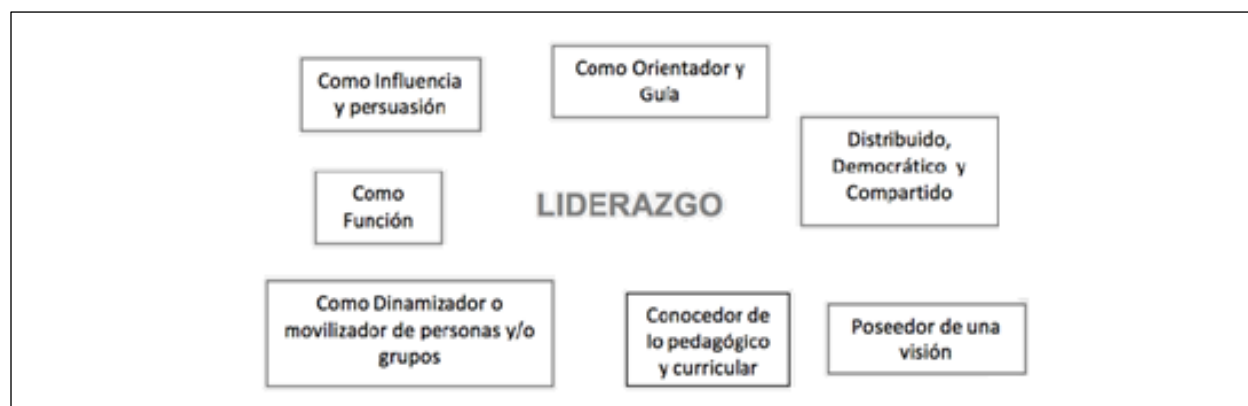 Como Influencia
y persuasión
Como Orientador y
Guía
Distribuido,
Democrático y
Compartido
Como
Función
LIDERAZGO
Como Dinamizador o
movilizador de personas y/o
grupos
Conocedor de
lo pedagógico
y curricular
Poseedor de una
visión